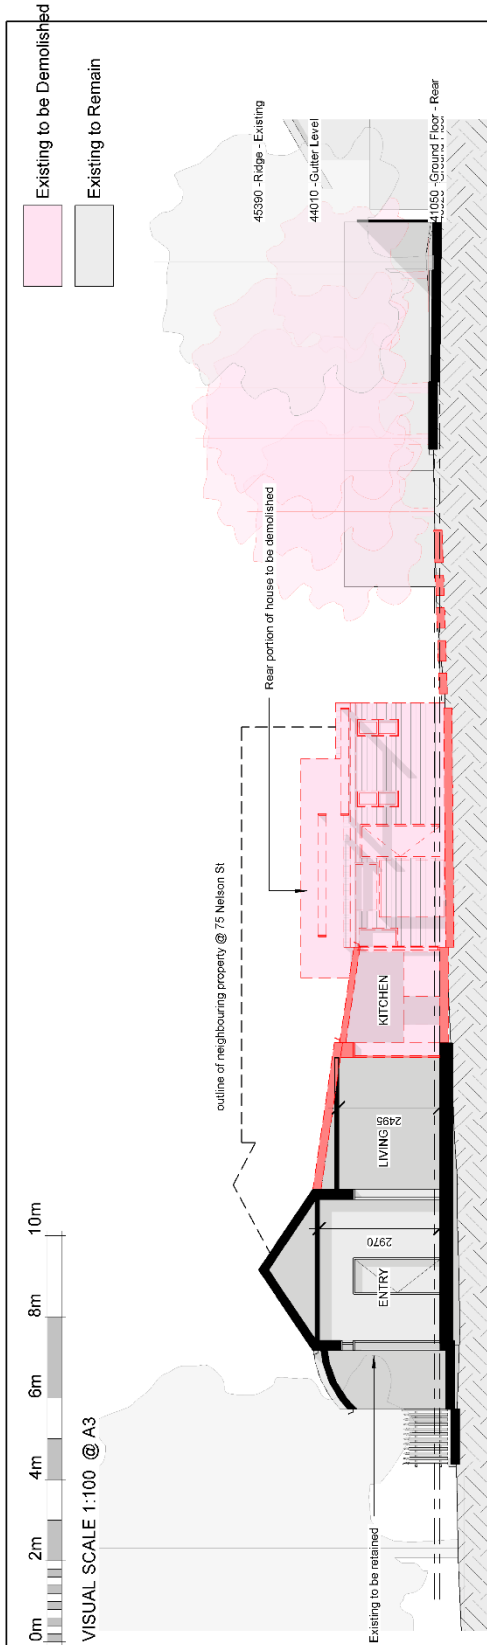 Existing to be Demolished
Existing to Remain
0m 2m 4m 6m 8m 10m
VISUAL SCALE 1:100 @ A3
45390 -Ridge - Existing
44010 -Gutter Level
41050 -Ground Floor - Rear
outline of neighbouring property @ 75 Nelson St
Rear portion of house to be demolished
Existing to be retained
ENTRY
2970
LIVING
2495
KITCHEN